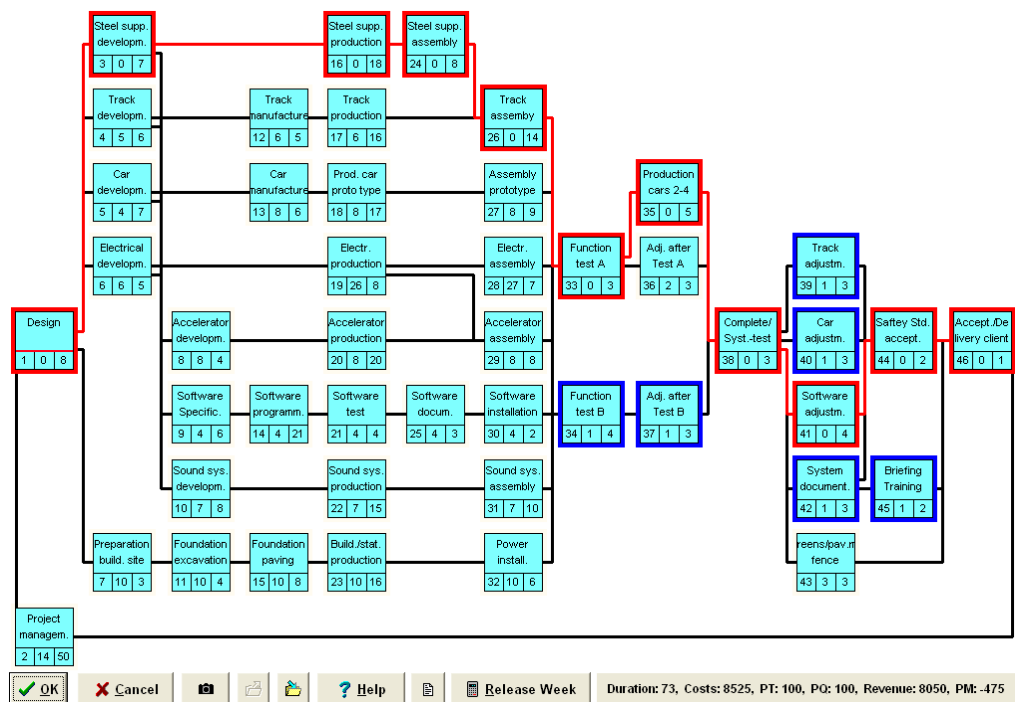 Steel supp.
developm.
3 0 7
Steel supp.
production
16 0 18
Steel supp.
assembly
24 0 8
Track
developm.
4 5 6
Track
manufacture
12 6 5
Track
production
17 6 16
Track
assemby
26 0 14
Car
developm.
5 4 7
Car
manufacture
13 8 6
Prod. car
proto type
18 8 17
Assembly
prototype
27 8 9
Production
cars 2-4
35 0 5
Electrical
developm.
6 6 5
Electr.
production
19 26 8
Electr.
assembly
28 27 7
Function
test A
33 0 3
Adj. after
Test A
36 2 3
Track
adjustm.
39 1 3
Design
1 0 8
Accelerator
developm.
8 8 4
Accelerator
production
20 8 20
Accelerator
assembly
29 8 8
Complete/
Syst.-test
38 0 3
Car
adjustm.
40 1 3
Saftey Std.
accept.
44 0 2
Accept./De
livery client
46 0 1
Software
Specific.
9 4 6
Software
programm.
14 4 21
Software
test
21 4 4
Software
docum.
25 4 3
Software
installation
30 4 2
Function
test B
34 1 4
Adj. after
Test B
37 1 3
Software
adjustm.
41 0 4
Sound sys.
developm.
10 7 8
Sound sys.
production
22 7 15
Sound sys.
assembly
31 7 10
System
document.
42 1 3
Briefing
Training
45 1 2
Preparation
build. site
7 10 3
Foundation
excavation
11 10 4
Foundation
paving
15 10 8
Build./stat.
production
23 10 16
Power
install.
32 10 6
reens/pav.m
fence
43 3 3
Project
managem.
2 14 50
OK Cancel Help Release Week Duration: 73, Costs: 8525, PT: 100, PQ: 100, Revenue: 8050, PM: -475